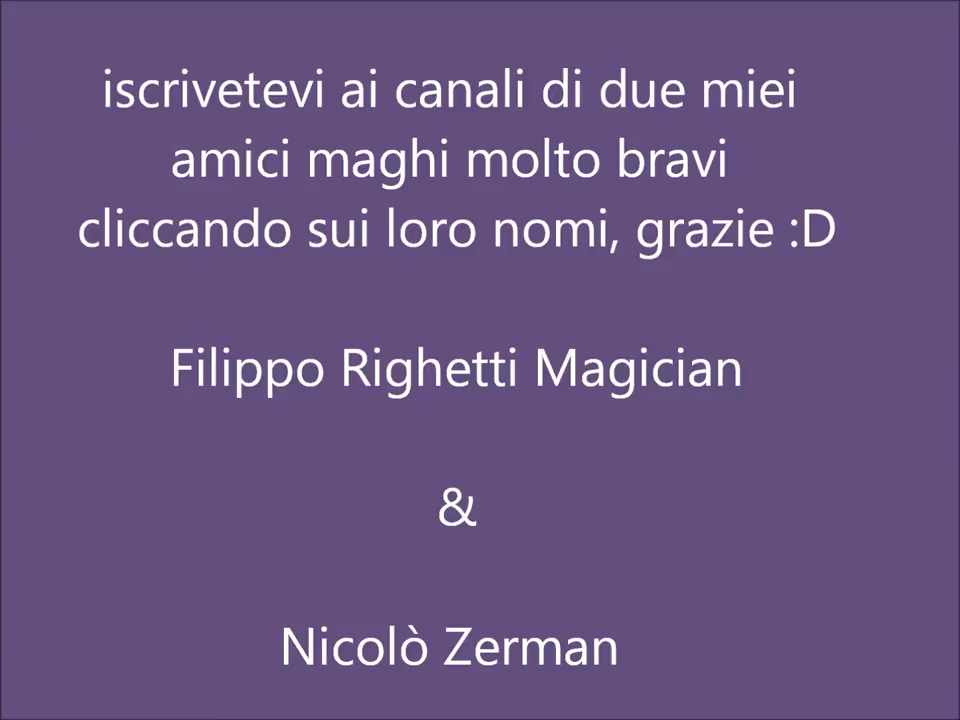 iscrivetevi ai canali di due miei
amici maghi molto bravi
cliccando sui loro nomi, grazie :D
Filippo Righetti Magician
&
Nicolò Zerman